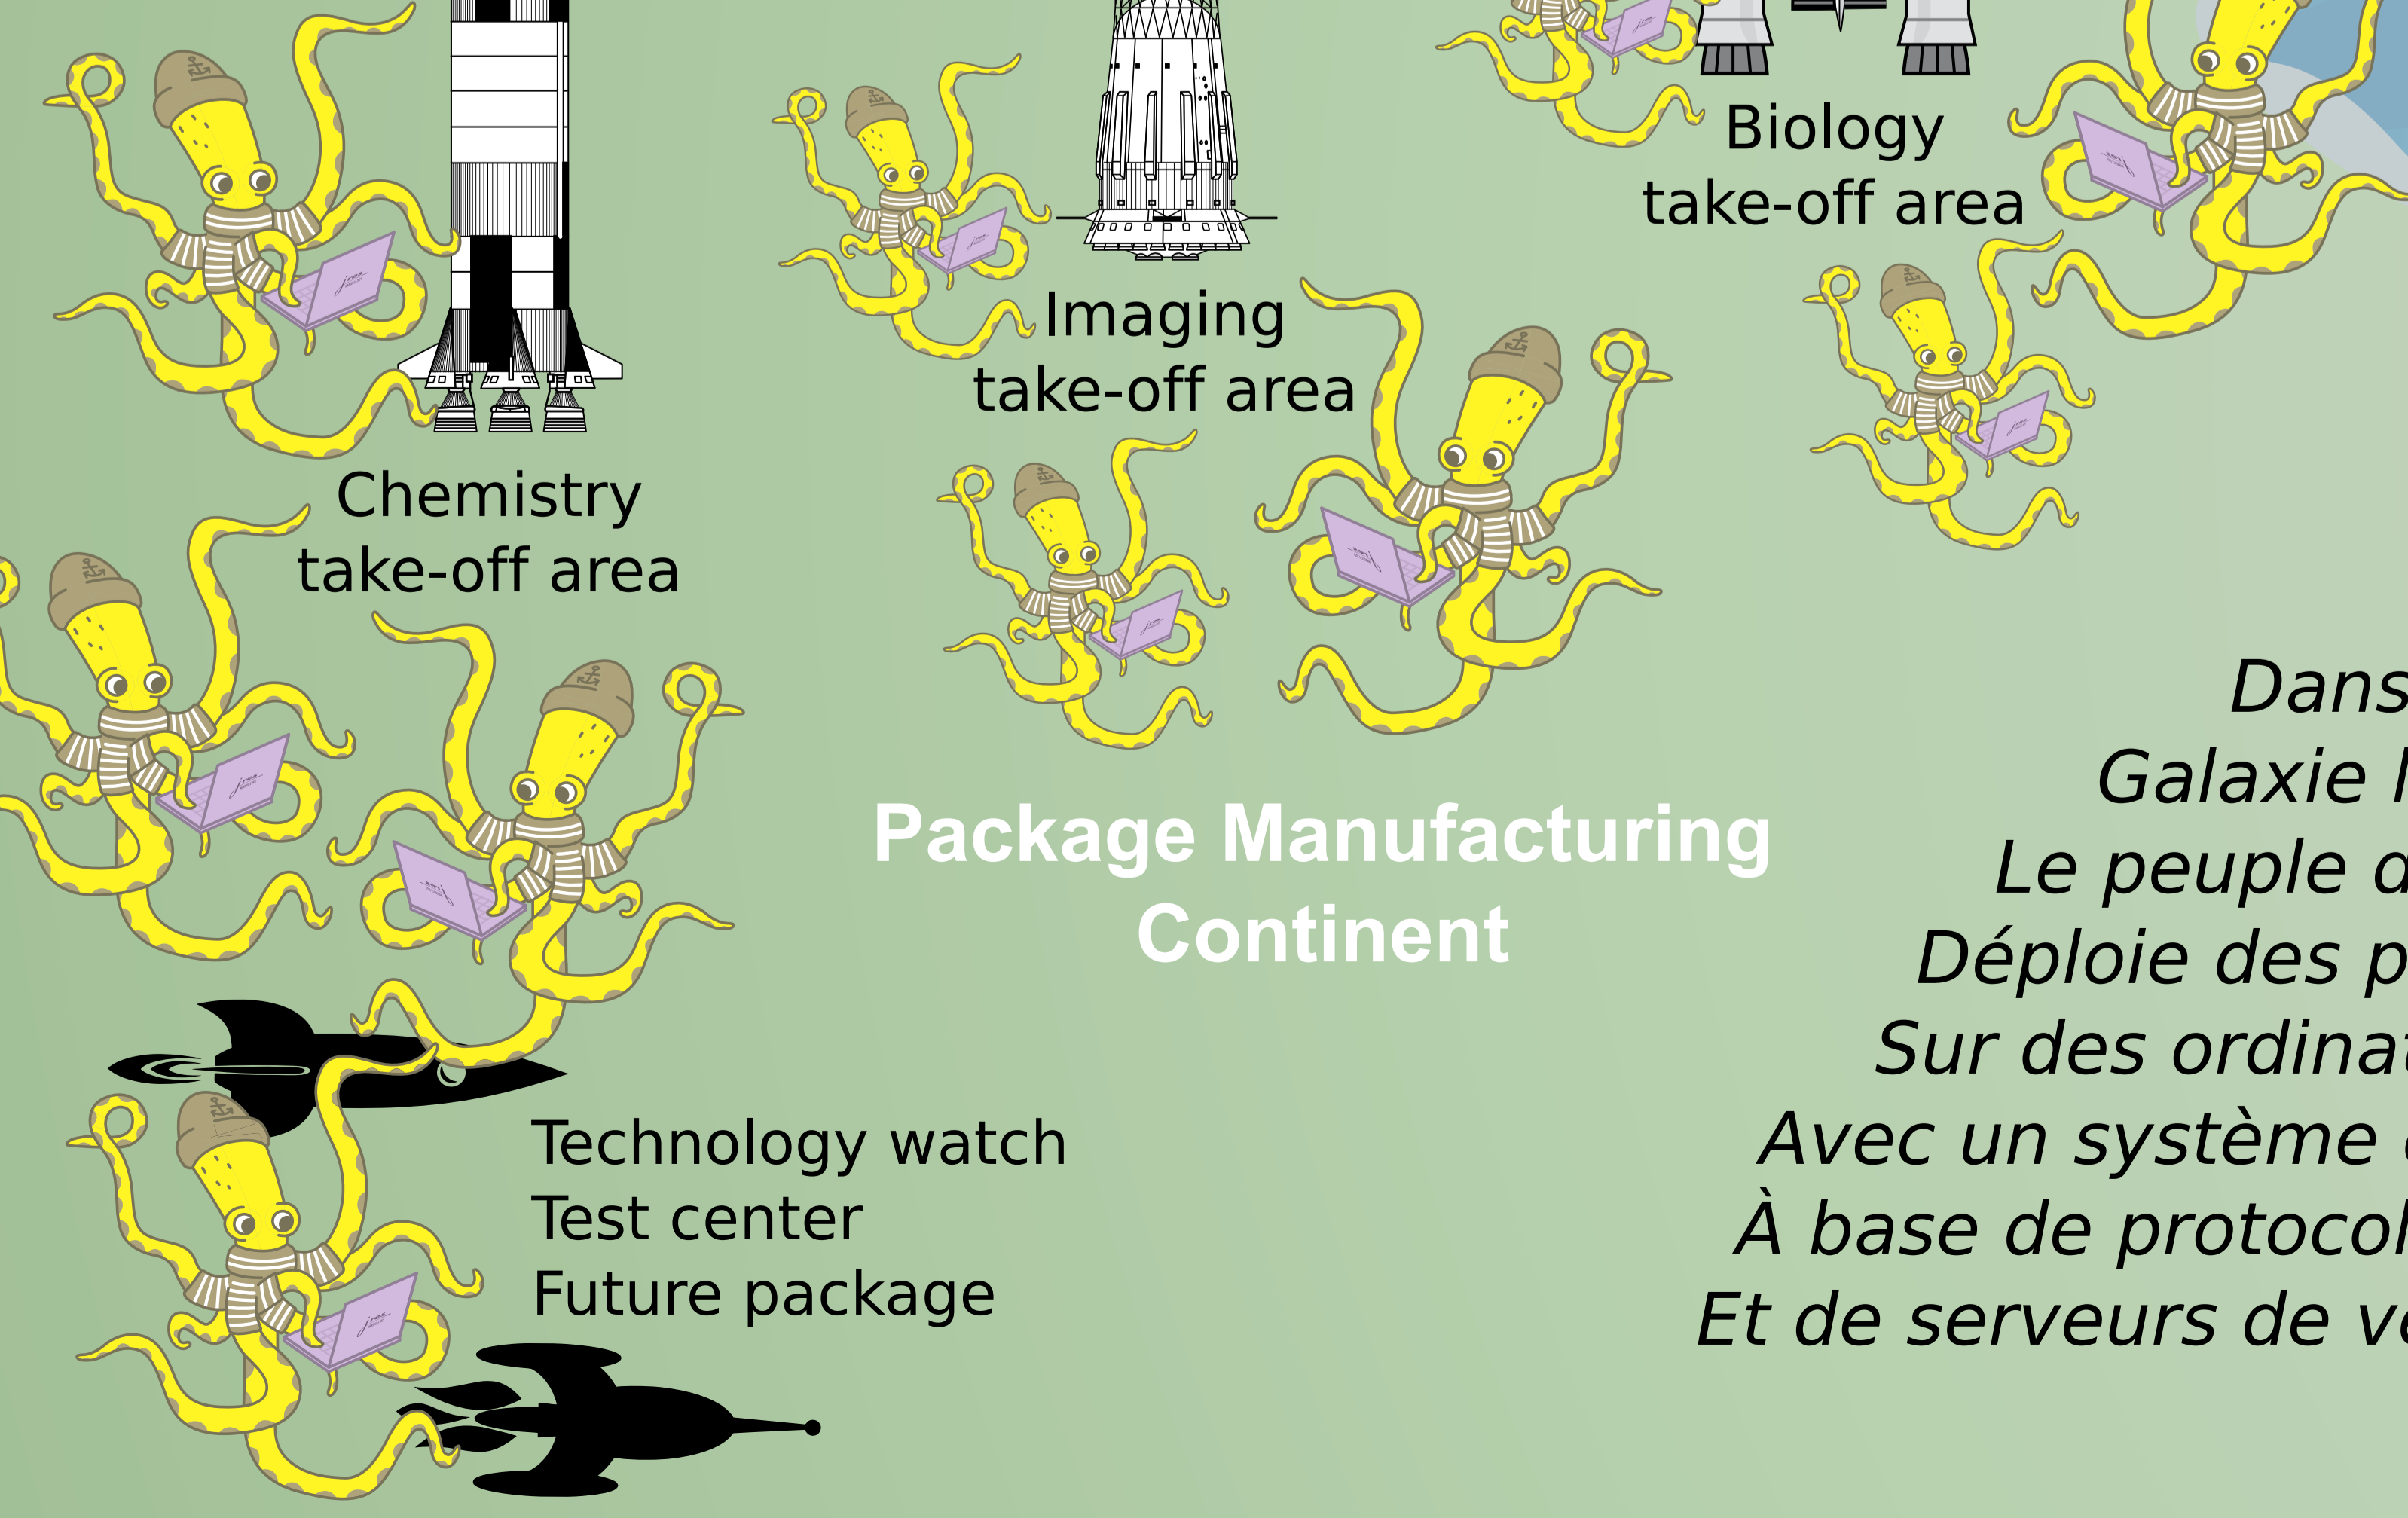 Biology
take-off area
Imaging
take-off area
Chemistry
take-off area
Package Manufacturing
Continent
Technology watch
Test center
Future package
Dans
Galaxie
Le peuple
Déploie des
Sur des
Avec un système
À base de
Et de serveurs de